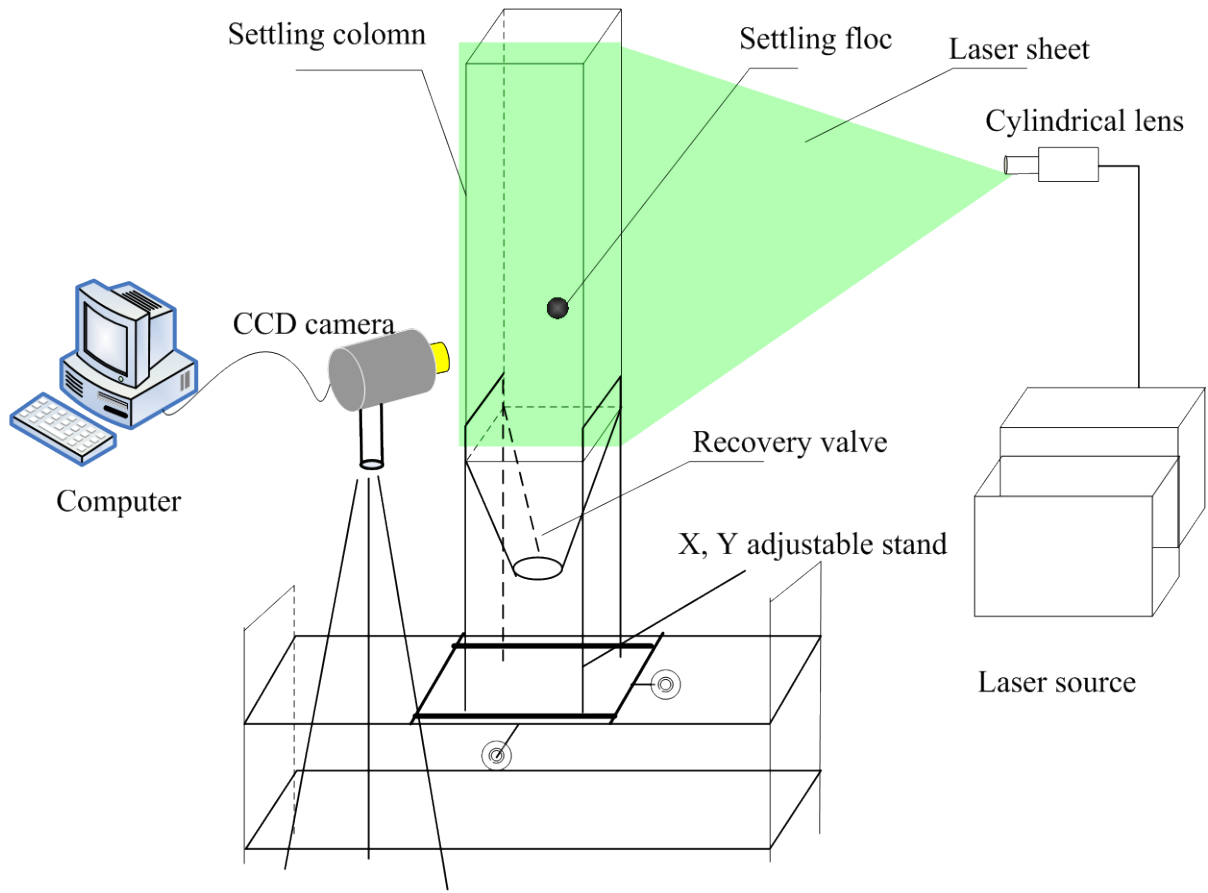 Settling colomn
Settling floc
Laser sheet
Cylindrical lens
CCD camera
Recovery valve
Computer
X, Y adjustable stand
Laser source